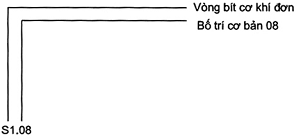 Vòng bít cơ khí đơn
Bố trí cơ bản 08
S1.08